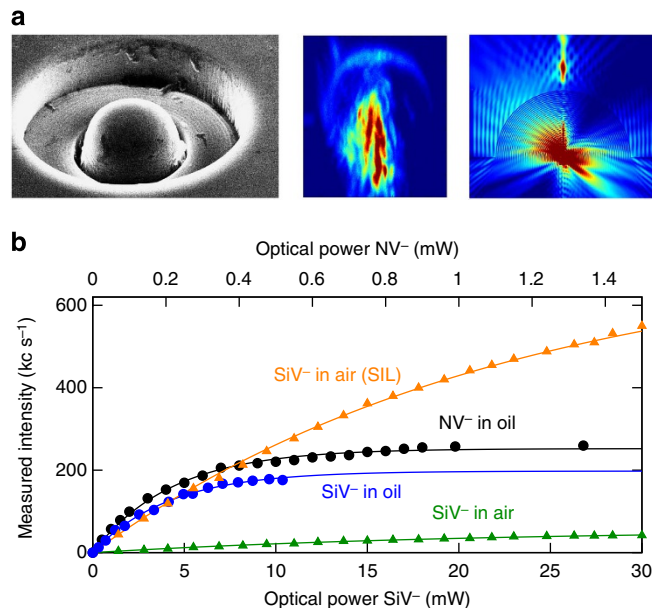 a
b
Optical power NV⁻ (mW)
0 0.2 0.4 0.6 0.8 1 1.2 1.4
600
400
200
0
Measured intensity (kc s⁻¹)
SiV⁻ in air (SIL)
NV⁻ in oil
SiV⁻ in oil
SiV⁻ in air
0 5 10 15 20 25 30
Optical power SiV⁻ (mW)